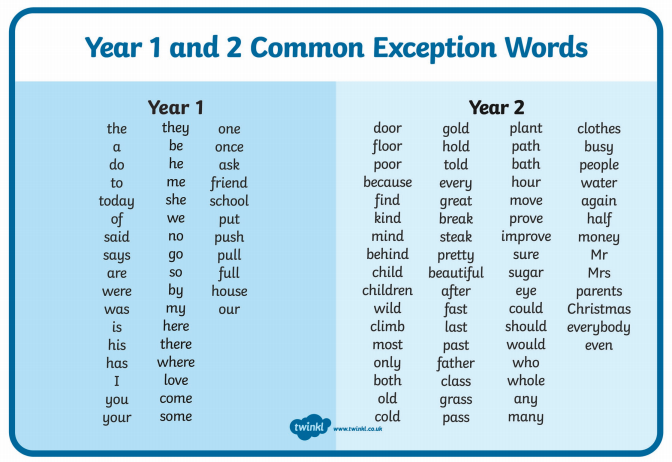 Year 1 and 2 Common Exception Words
Year 1
the they one
a be once
do he ask
to me friend
today she school
of we put
said no push
says go pull
are so full
were by house
was my our
is here
his there
has where
I love
you come
your some
Year 2
door gold plant clothes
floor hold path busy
poor told bath people
because every hour water
find great move again
kind break prove half
mind steak improve money
behind pretty sure Mr
child beautiful sugar Mrs
children after eye parents
wild fast could Christmas
climb last should everybody
most past would even
only father who
both class whole
old grass any
cold pass many
twinkl www.twinkl.co.uk